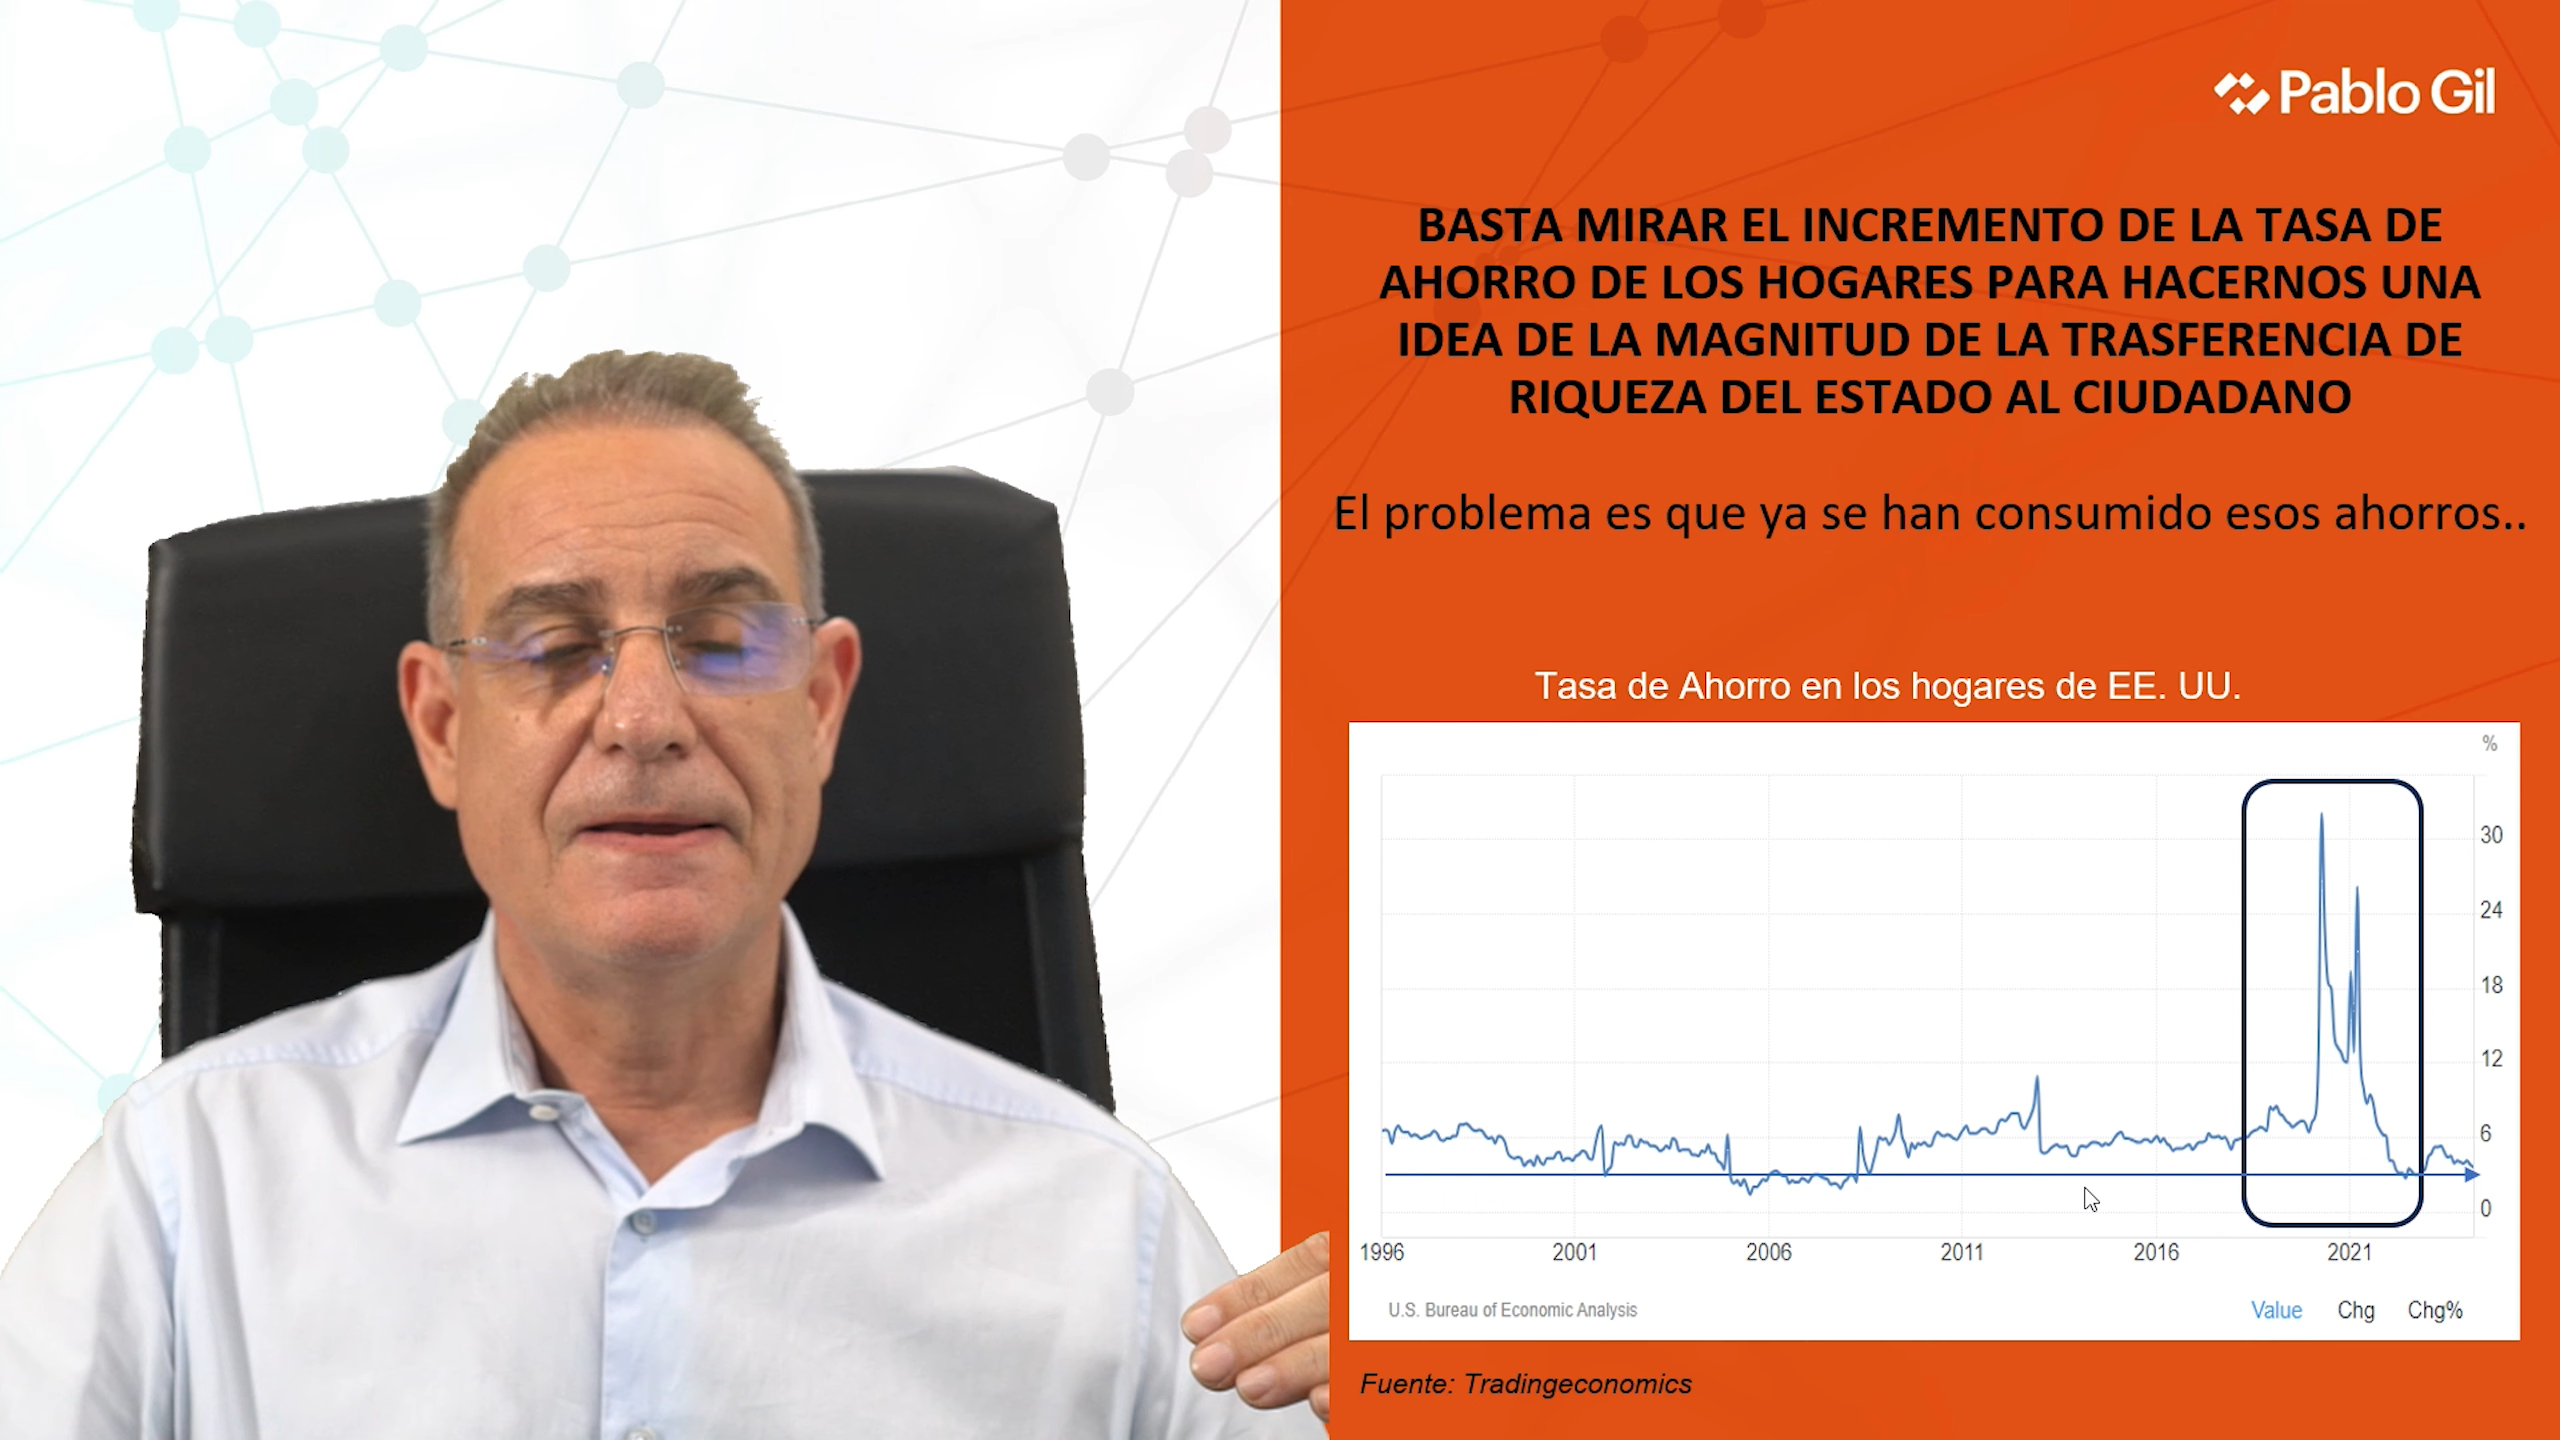 Pablo Gil
BASTA MIRAR EL INCREMENTO DE LA TASA DE
AHORRO DE LOS HOGARES PARA HACERNOS UNA
IDEA DE LA MAGNITUD DE LA TRASFERENCIA DE
RIQUEZA DEL ESTADO AL CIUDADANO
El problema es que ya se han consumido esos ahorros..
Tasa de Ahorro en los hogares de EE. UU.
%
30
24
18
12
6
0
1996 2001 2006 2011 2016 2021
U.S. Bureau of Economic Analysis Value Chg Chg%
Fuente: Tradingeconomics